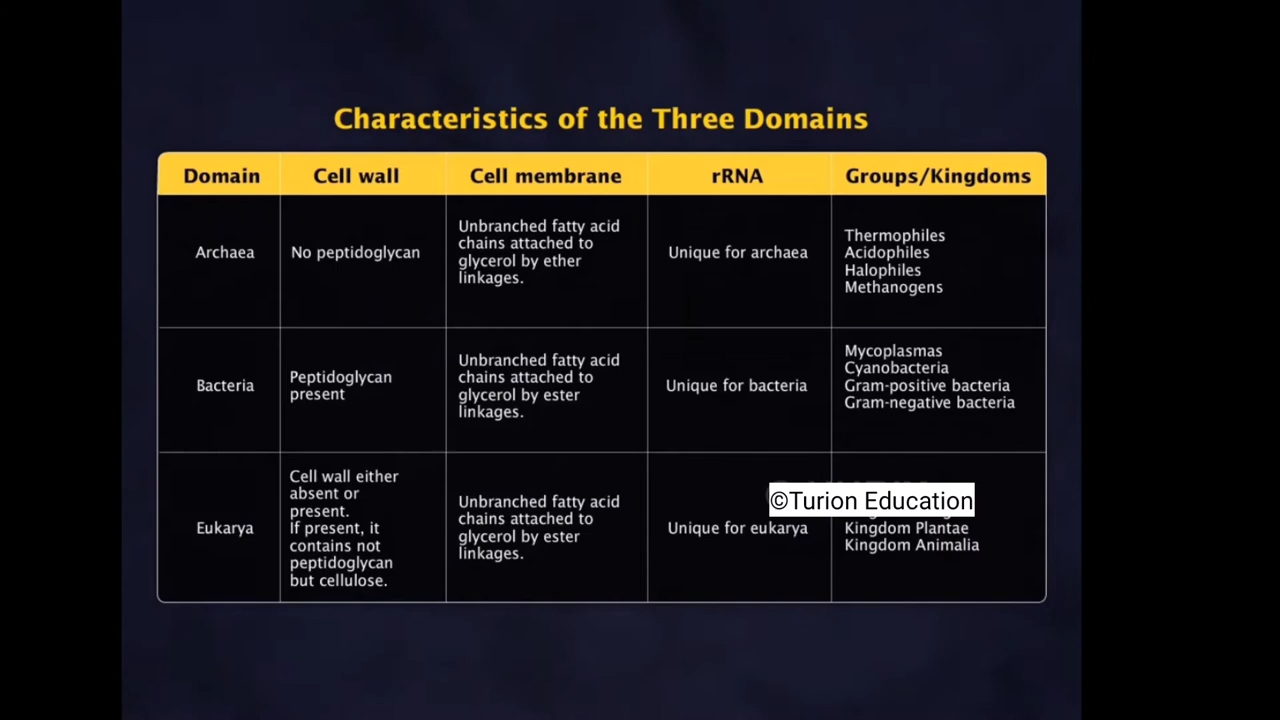 Characteristics of the Three Domains
Domain
Cell wall
Cell membrane
rRNA
Groups/Kingdoms
Archaea
No peptidoglycan
Unbranched fatty acid
chains attached to
glycerol by ether
linkages.
Unique for archaea
Thermophiles
Acidophiles
Halophiles
Methanogens
Bacteria
Peptidoglycan
present
Unbranched fatty acid
chains attached to
glycerol by ester
linkages.
Unique for bacteria
Mycoplasmas
Cyanobacteria
Gram-positive bacteria
Gram-negative bacteria
Eukarya
Cell wall either
absent or
present.
If present, it
contains not
peptidoglycan
but cellulose.
Unbranched fatty acid
chains attached to
glycerol by ester
linkages.
Unique for eukarya
©Turion Education
Kingdom Plantae
Kingdom Animalia